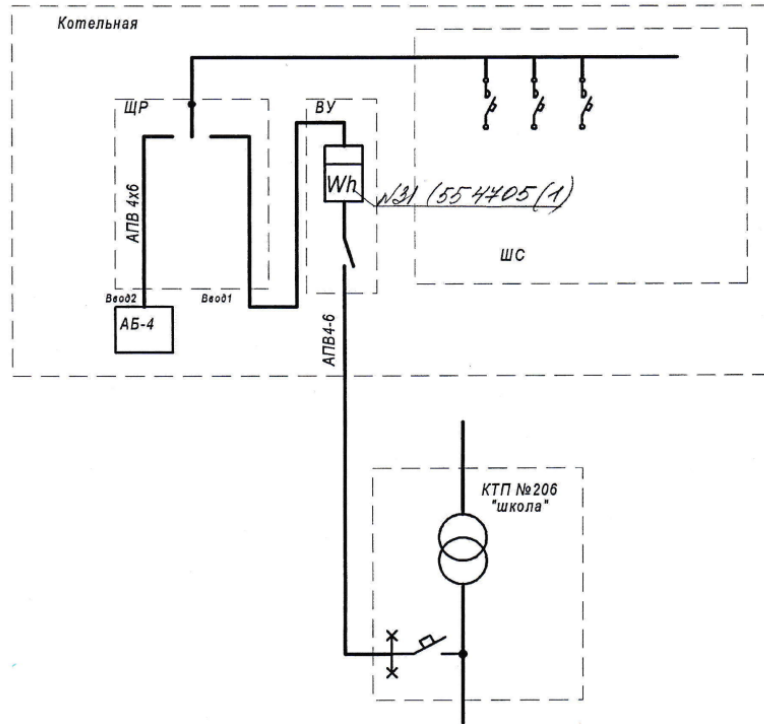 Котельная
ЩР
ВУ
Wh
№31 (554705(1)
АПВ 4х6
ШС
Ввод2
Ввод1
АБ-4
АПВ4-6
КТП №206
"школа"